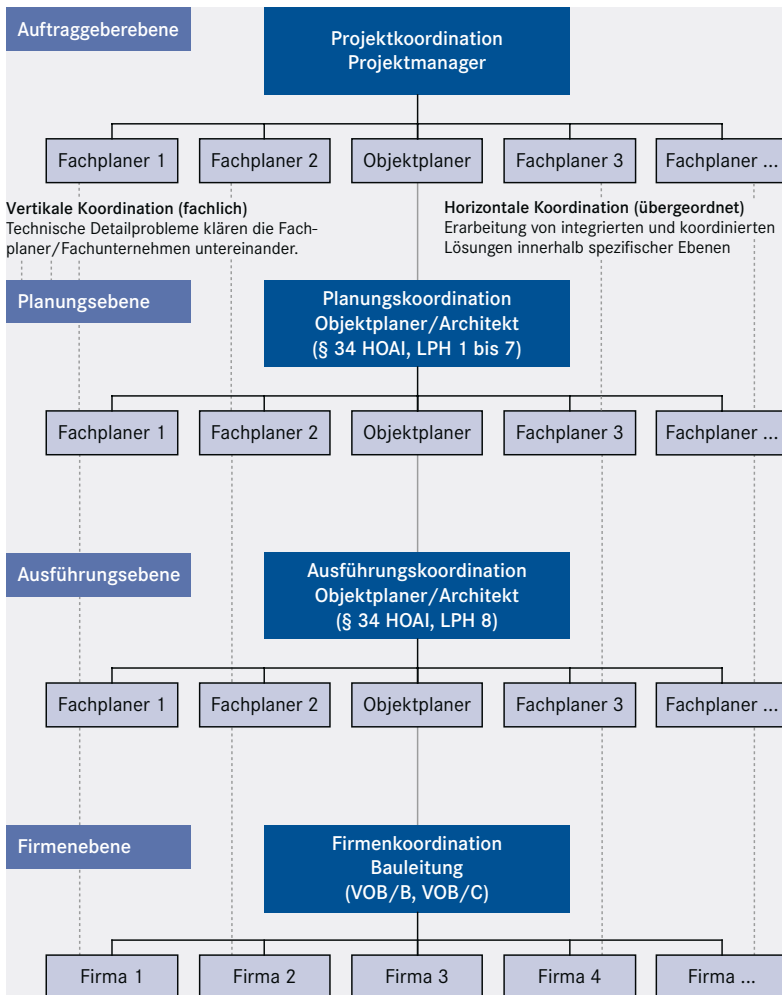 Auftraggeberebene
Projektkoordination
Projektmanager
Fachplaner 1
Fachplaner 2
Objektplaner
Fachplaner 3
Fachplaner ...
Vertikale Koordination (fachlich)
Technische Detailprobleme klären die Fach-
planer/Fachunternehmen untereinander.
Horizontale Koordination (übergeordnet)
Erarbeitung von integrierten und koordinierten
Lösungen innerhalb spezifischer Ebenen
Planungsebene
Planungskoordination
Objektplaner/Architekt
(§ 34 HOAI, LPH 1 bis 7)
Fachplaner 1
Fachplaner 2
Objektplaner
Fachplaner 3
Fachplaner ...
Ausführungsebene
Ausführungskoordination
Objektplaner/Architekt
(§ 34 HOAI, LPH 8)
Fachplaner 1
Fachplaner 2
Objektplaner
Fachplaner 3
Fachplaner ...
Firmenebene
Firmenkoordination
Bauleitung
(VOB/B, VOB/C)
Firma 1
Firma 2
Firma 3
Firma 4
Firma ...